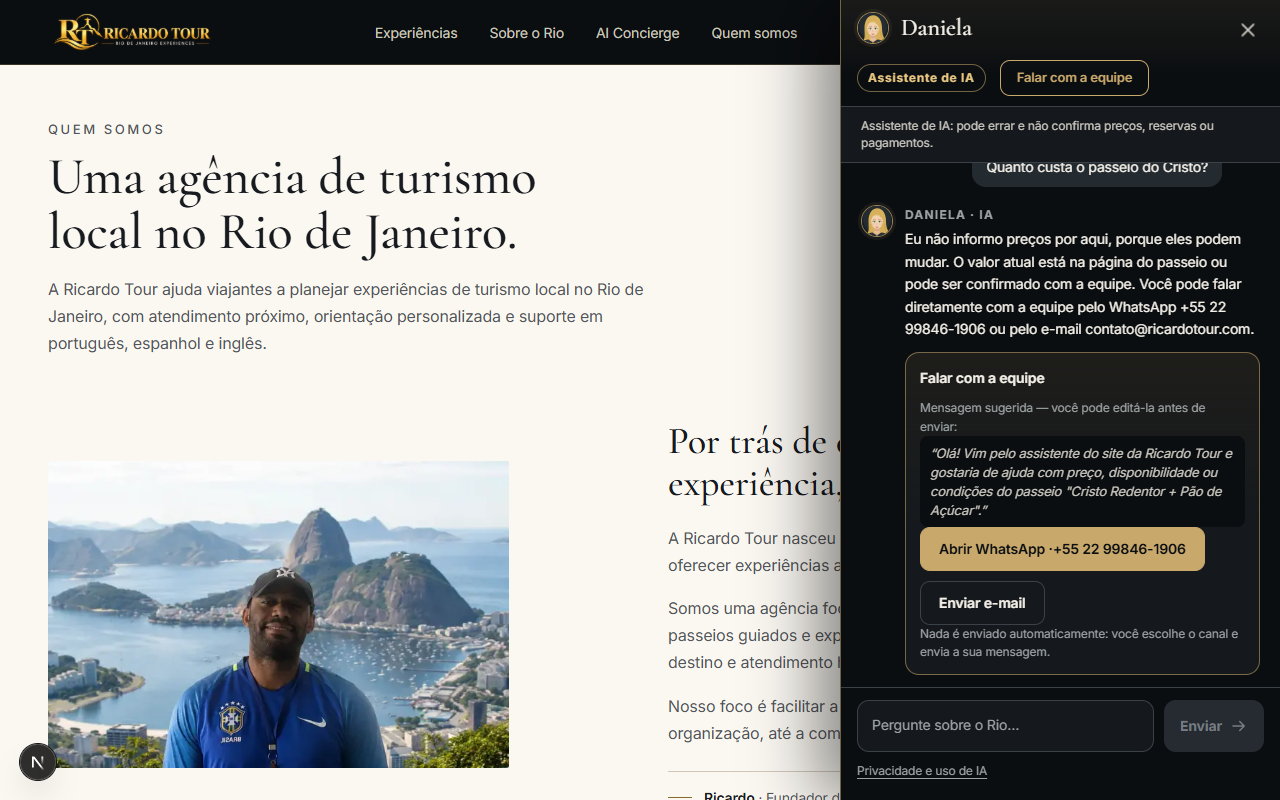 RICARDO TOUR
RIO DE JANEIRO EXPERIENCES
Experiências
Sobre o Rio
AI Concierge
Quem somos
QUEM SOMOS
Uma agência de turismo
local no Rio de Janeiro.
A Ricardo Tour ajuda viajantes a planejar experiências de turismo local no Rio de
Janeiro, com atendimento próximo, orientação personalizada e suporte em
português, espanhol e inglês.
Por trás de
experiência,
A Ricardo Tour nasceu
oferecer experiências a
Somos uma agência
passeios guiados e
destino e atendimento
Nosso foco é facilitar a
organização, até a
Ricardo · Fundador
N
Daniela
Assistente de IA
Falar com a equipe
Assistente de IA: pode errar e não confirma preços, reservas ou
pagamentos.
Quanto custa o passeio do Cristo?
DANIELA · IA
Eu não informo preços por aqui, porque eles podem
mudar. O valor atual está na página do passeio ou
pode ser confirmado com a equipe. Você pode falar
diretamente com a equipe pelo WhatsApp +55 22
99846-1906 ou pelo e-mail contato@ricardotour.com.
Falar com a equipe
Mensagem sugerida — você pode editá-la antes de
enviar:
“Olá! Vim pelo assistente do site da Ricardo Tour e
gostaria de ajuda com preço, disponibilidade ou
condições do passeio "Cristo Redentor + Pão de
Açúcar".”
Abrir WhatsApp ·+55 22 99846-1906
Enviar e-mail
Nada é enviado automaticamente: você escolhe o canal e
envia a sua mensagem.
Pergunte sobre o Rio...
Enviar →
Privacidade e uso de IA